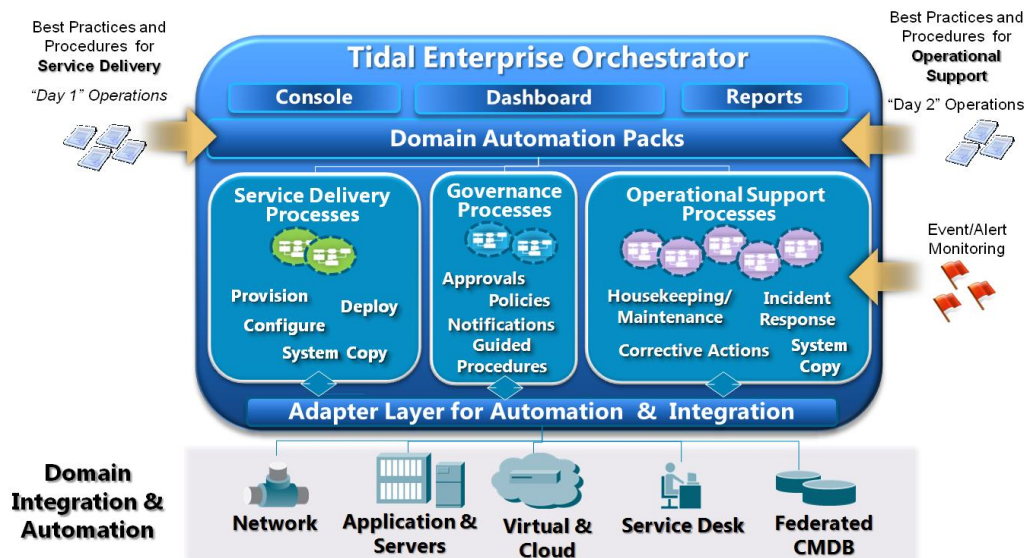 Best Practices and
Procedures for
Service Delivery
"Day 1" Operations
Best Practices and
Procedures for
Operational
Support
"Day 2" Operations
Tidal Enterprise Orchestrator
Console
Dashboard
Reports
Domain Automation Packs
Service Delivery
Processes
Provision
Deploy
Configure
System Copy
Governance
Processes
Approvals
Policies
Notifications
Guided
Procedures
Operational Support
Processes
Housekeeping/
Maintenance
Incident
Response
Corrective Actions
System
Copy
Event/Alert
Monitoring
Adapter Layer for Automation & Integration
Domain
Integration &
Automation
Network
Application &
Servers
Virtual &
Cloud
Service Desk
Federated
CMDB